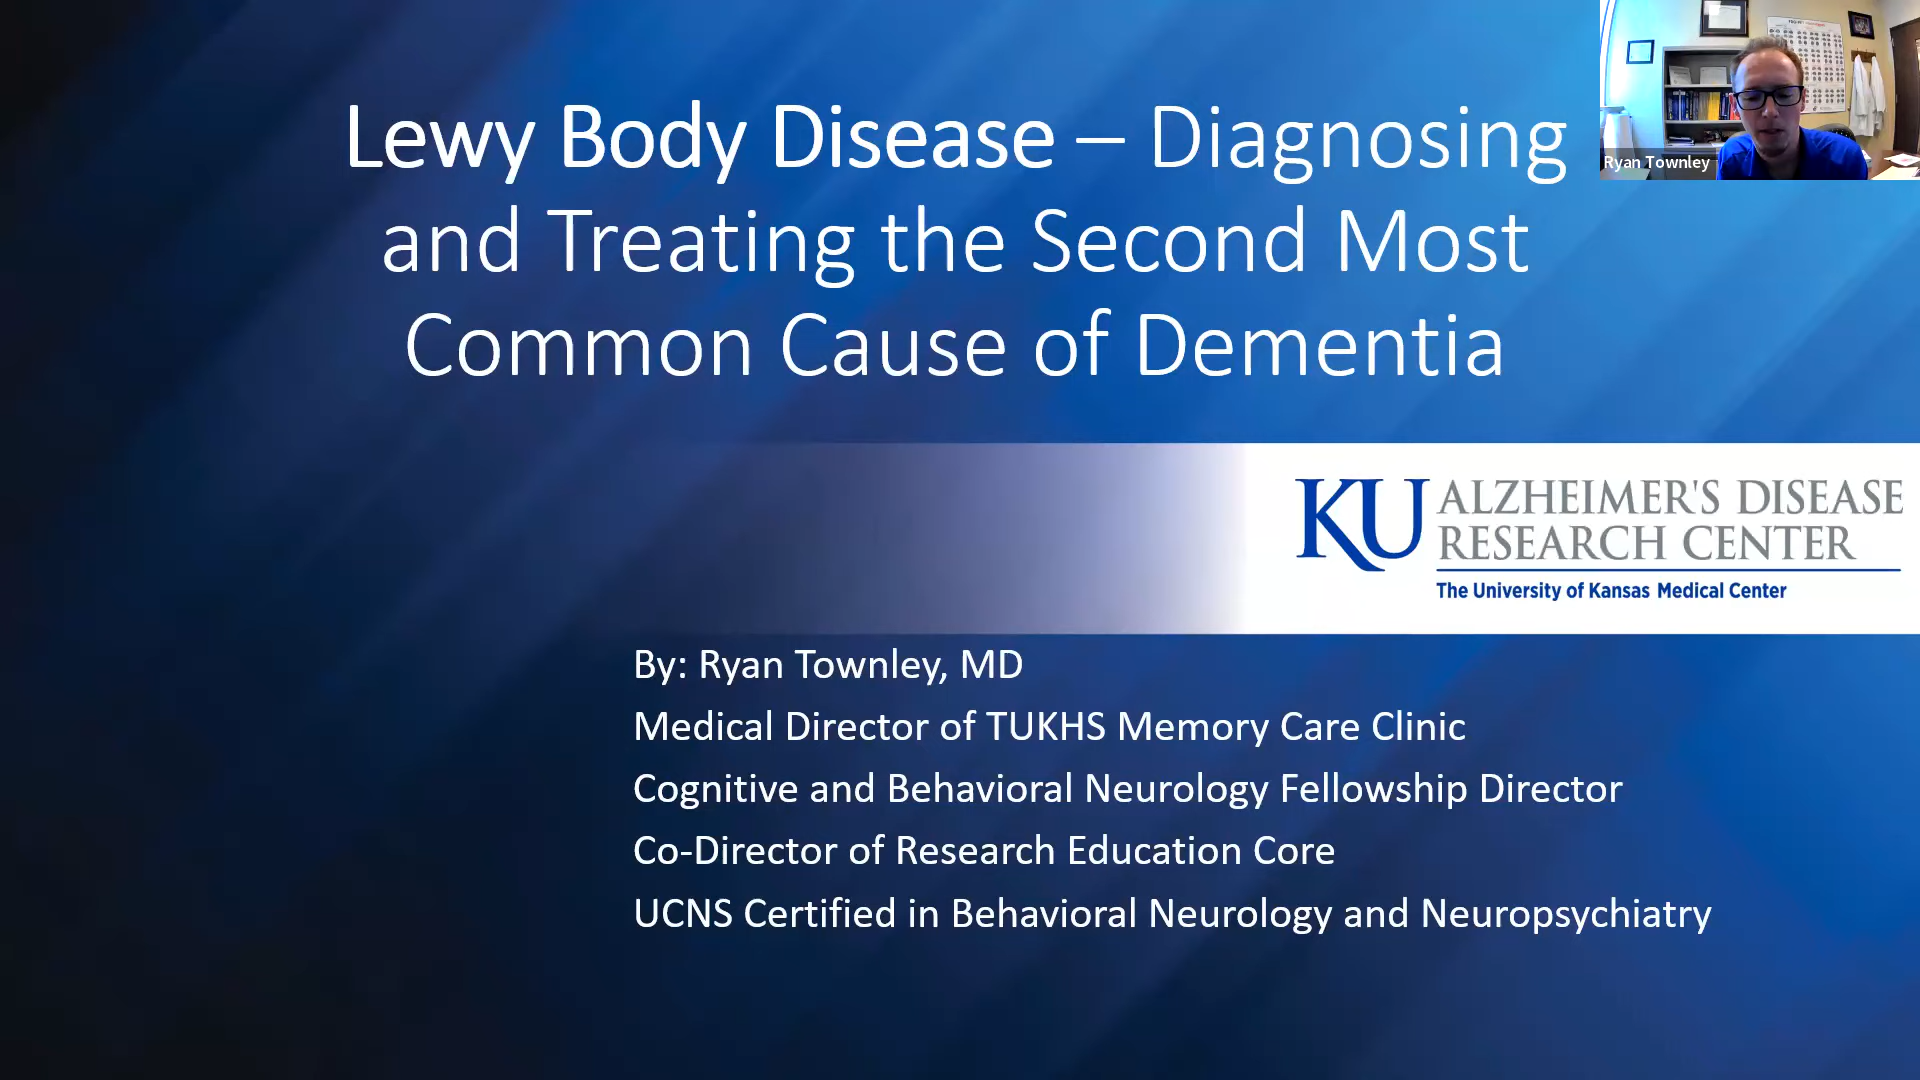 Lewy Body Disease – Diagnosing
and Treating the Second Most
Common Cause of Dementia
Ryan Townley
KU ALZHEIMER'S DISEASE
RESEARCH CENTER
The University of Kansas Medical Center
By: Ryan Townley, MD
Medical Director of TUKHS Memory Care Clinic
Cognitive and Behavioral Neurology Fellowship Director
Co-Director of Research Education Core
UCNS Certified in Behavioral Neurology and Neuropsychiatry